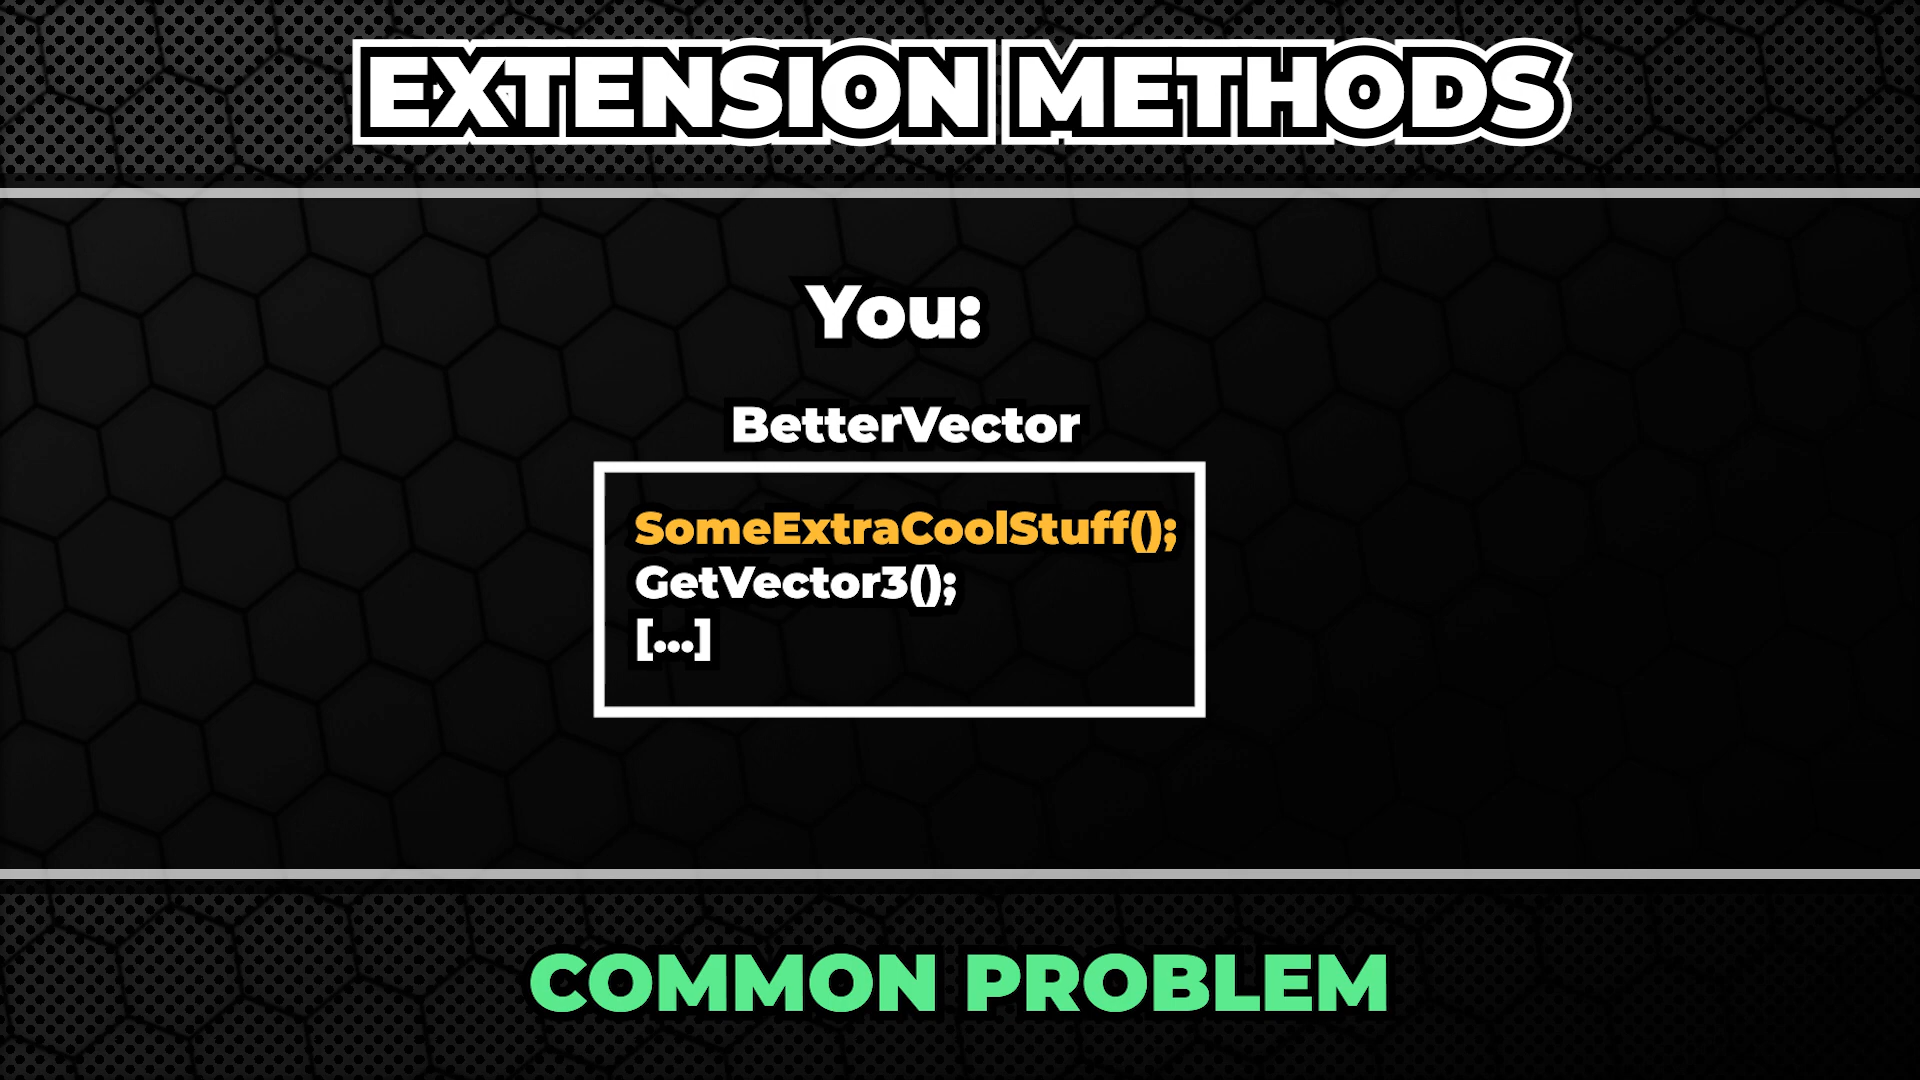 EXTENSION METHODS
You:
BetterVector
SomeExtraCoolStuff();
GetVector3();
[...]
COMMON PROBLEM